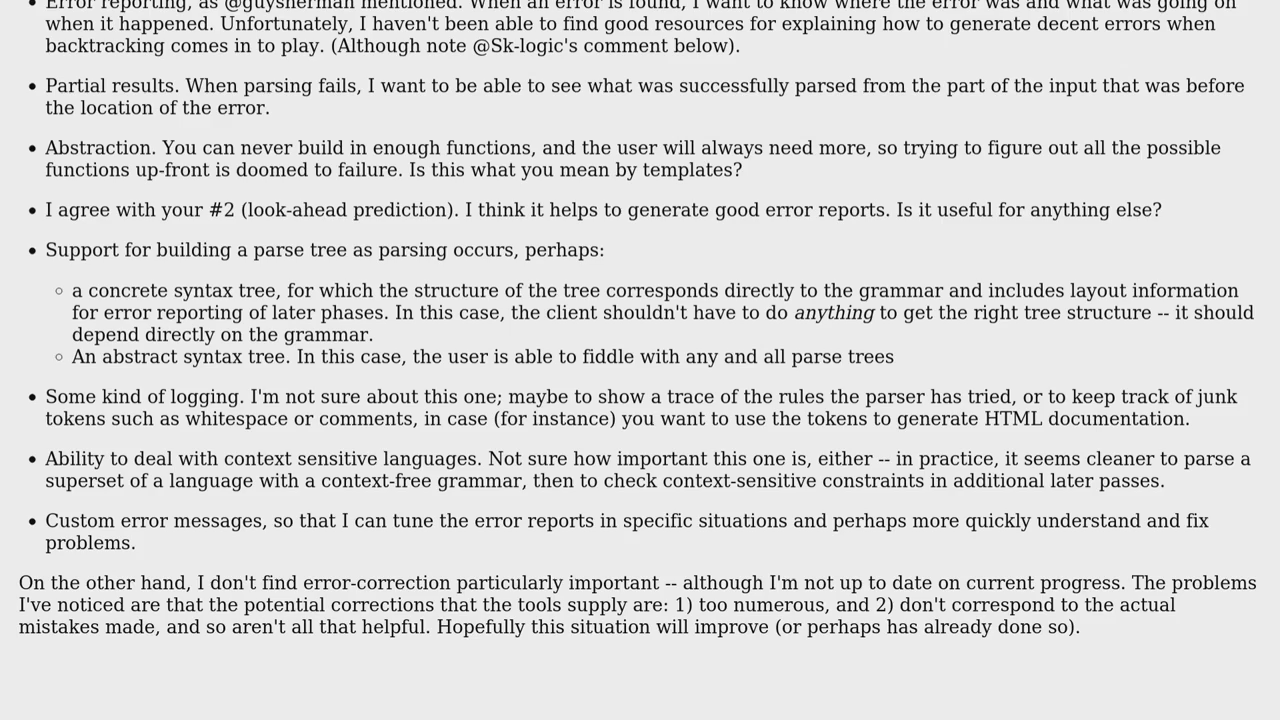 Error reporting, as @guysherman mentioned. When an error is found, I want to know where the error was and what was going on
when it happened. Unfortunately, I haven't been able to find good resources for explaining how to generate decent errors when
backtracking comes in to play. (Although note @Sk-logic's comment below).
Partial results. When parsing fails, I want to be able to see what was successfully parsed from the part of the input that was before
the location of the error.
Abstraction. You can never build in enough functions, and the user will always need more, so trying to figure out all the possible
functions up-front is doomed to failure. Is this what you mean by templates?
I agree with your #2 (look-ahead prediction). I think it helps to generate good error reports. Is it useful for anything else?
Support for building a parse tree as parsing occurs, perhaps:
a concrete syntax tree, for which the structure of the tree corresponds directly to the grammar and includes layout information
for error reporting of later phases. In this case, the client shouldn't have to do anything to get the right tree structure -- it should
depend directly on the grammar.
An abstract syntax tree. In this case, the user is able to fiddle with any and all parse trees
Some kind of logging. I'm not sure about this one; maybe to show a trace of the rules the parser has tried, or to keep track of junk
tokens such as whitespace or comments, in case (for instance) you want to use the tokens to generate HTML documentation.
Ability to deal with context sensitive languages. Not sure how important this one is, either -- in practice, it seems cleaner to parse a
superset of a language with a context-free grammar, then to check context-sensitive constraints in additional later passes.
Custom error messages, so that I can tune the error reports in specific situations and perhaps more quickly understand and fix
problems.
On the other hand, I don't find error-correction particularly important -- although I'm not up to date on current progress. The problems
I've noticed are that the potential corrections that the tools supply are: 1) too numerous, and 2) don't correspond to the actual
mistakes made, and so aren't all that helpful. Hopefully this situation will improve (or perhaps has already done so).